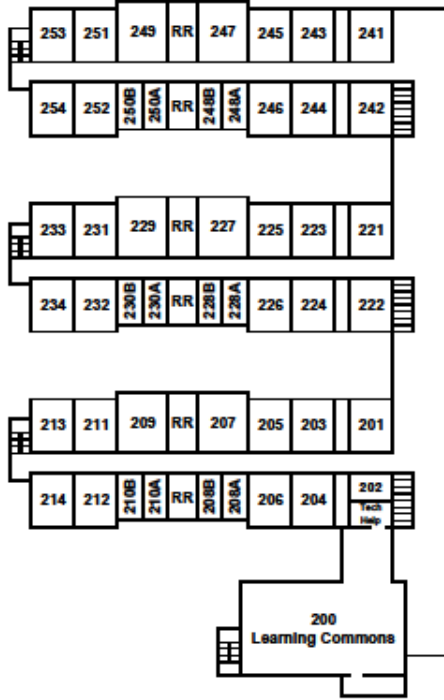 253 251 249 RR 247 245 243 241
254 252 250B 250A RR 248B 248A 246 244 242
233 231 229 RR 227 225 223 221
234 232 230B 230A RR 228B 228A 226 224 222
213 211 209 RR 207 205 203 201
214 212 210B 210A RR 208B 208A 206 204 202
Tech
Help
200
Learning Commons